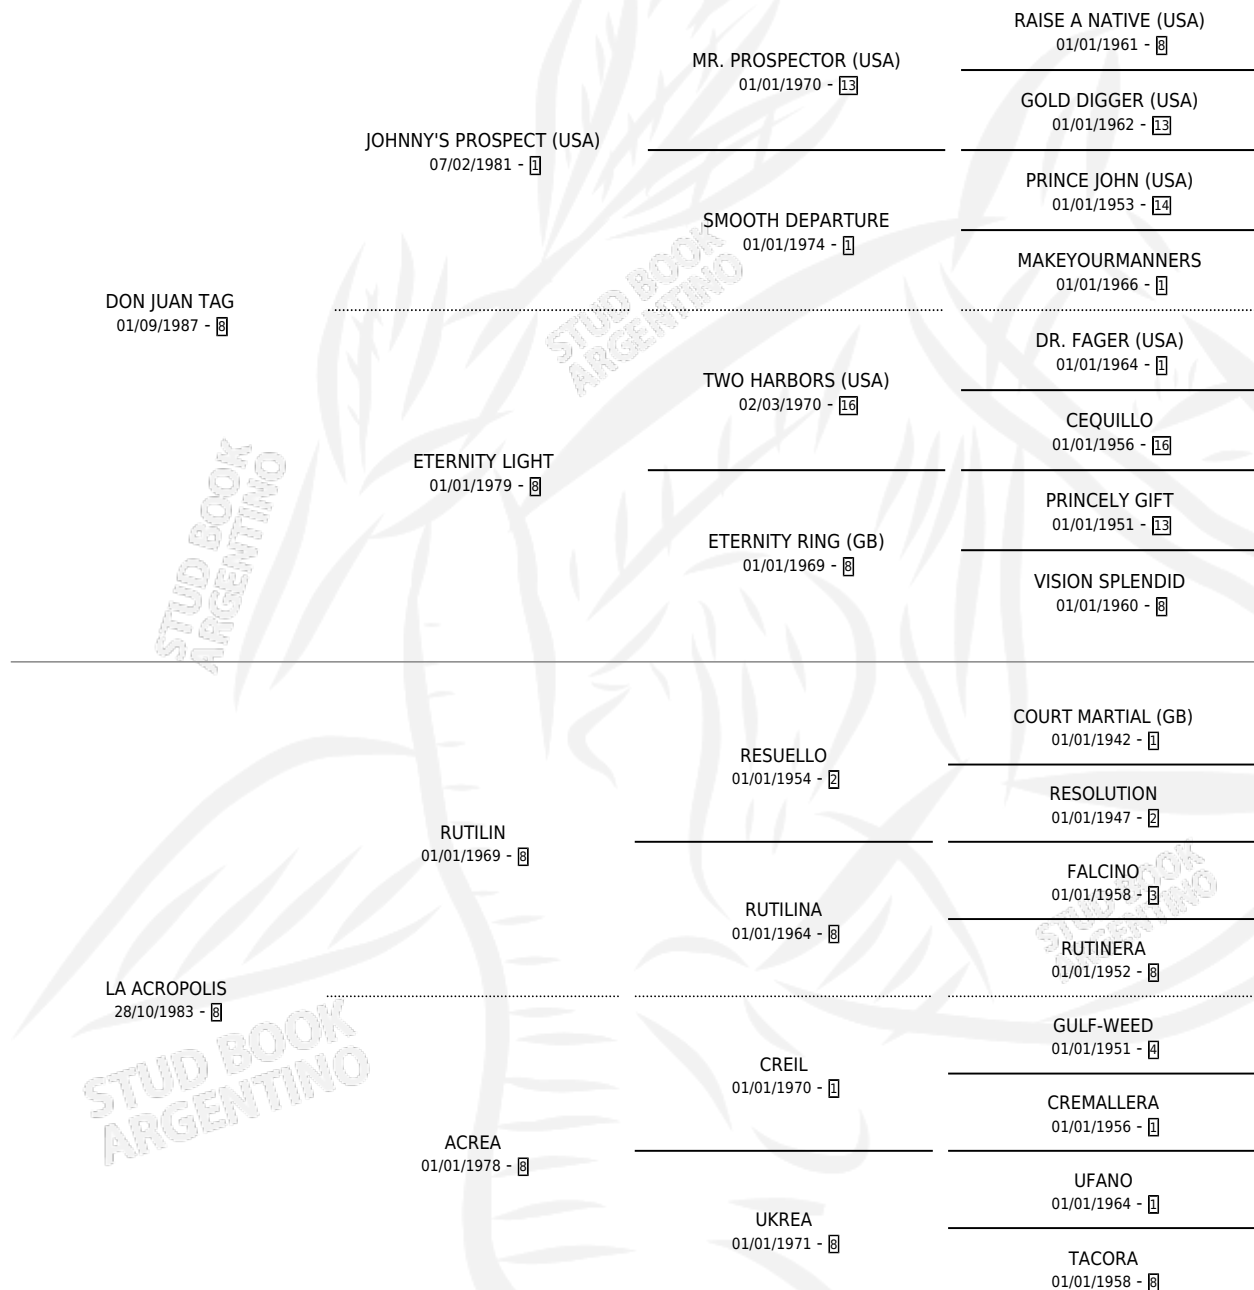 RAISE A NATIVE (USA)
01/01/1961 - 8
MR. PROSPECTOR (USA)
01/01/1970 - 13
GOLD DIGGER (USA)
01/01/1962 - 13
JOHNNY'S PROSPECT (USA)
07/02/1981 - 1
PRINCE JOHN (USA)
01/01/1953 - 14
SMOOTH DEPARTURE
01/01/1974 - 1
MAKEYOURMANNERS
01/01/1966 - 1
DON JUAN TAG
01/09/1987 - 8
DR. FAGER (USA)
01/01/1964 - 1
TWO HARBORS (USA)
02/03/1970 - 16
CEQUILLO
01/01/1956 - 16
ETERNITY LIGHT
01/01/1979 - 8
PRINCELY GIFT
01/01/1951 - 13
ETERNITY RING (GB)
01/01/1969 - 8
VISION SPLENDID
01/01/1960 - 8
STUD BOOK
ARGENTINO
STUD BOOK
ARGENTINO
COURT MARTIAL (GB)
01/01/1942 - 1
RESUELLO
01/01/1954 - 2
RESOLUTION
01/01/1947 - 2
RUTILIN
01/01/1969 - 8
FALCINO
01/01/1958 - 3
RUTILINA
01/01/1964 - 8
RUTINERA
01/01/1952 - 8
STUD BOOK
ARGENTINO
LA ACROPOLIS
28/10/1983 - 8
GULF-WEED
01/01/1951 - 4
CREIL
01/01/1970 - 1
CREMALLERA
01/01/1956 - 1
ACREA
01/01/1978 - 8
UFANO
01/01/1964 - 1
UKREA
01/01/1971 - 8
TACORA
01/01/1958 - 8
STUD BOOK
ARGENTINO